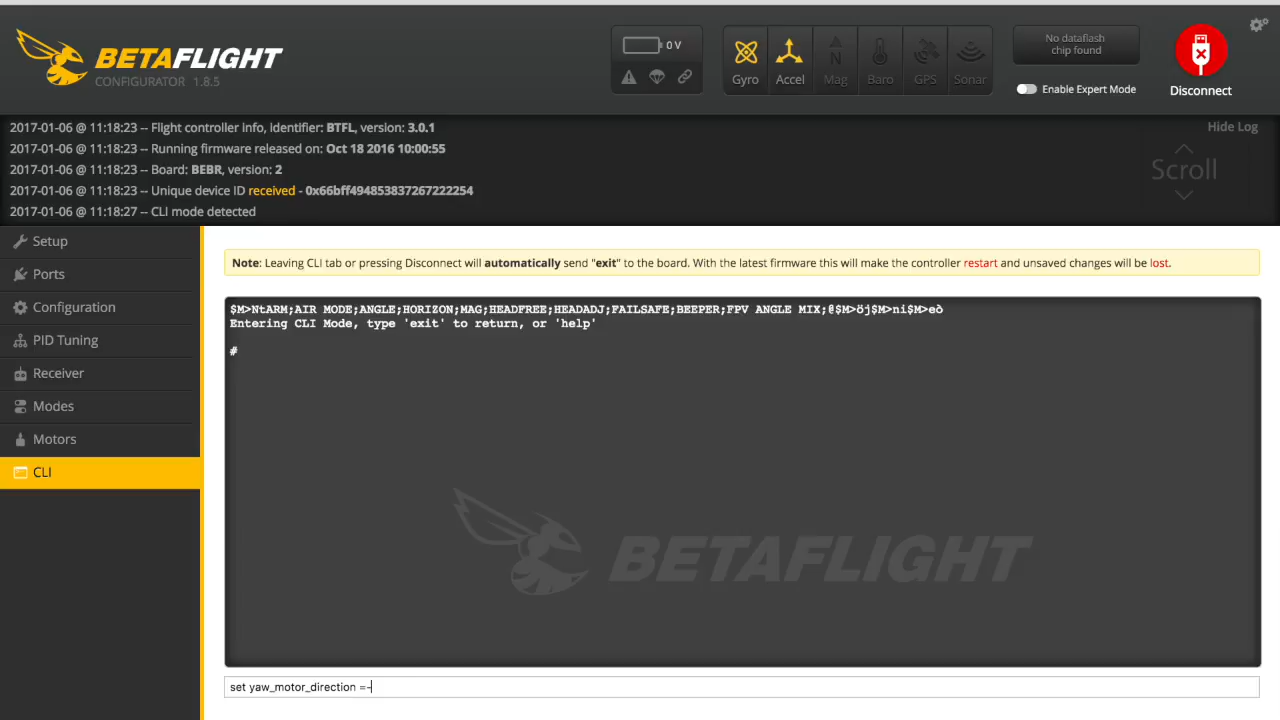 BETAFLIGHT
CONFIGURATOR 1.8.5
0 V
Gyro
Accel
Mag
Baro
GPS
Sonar
No dataflash
chip found
Enable Expert Mode
Disconnect
2017-01-06 @ 11:18:23 -- Flight controller info, identifier: BTFL, version: 3.0.1
2017-01-06 @ 11:18:23 -- Running firmware released on: Oct 18 2016 10:00:55
2017-01-06 @ 11:18:23 -- Board: BEBR, version: 2
2017-01-06 @ 11:18:23 -- Unique device ID received - 0x66bff494853837267222254
2017-01-06 @ 11:18:27 -- CLI mode detected
Hide Log
Scroll
Setup
Ports
Configuration
PID Tuning
Receiver
Modes
Motors
CLI
Note: Leaving CLI tab or pressing Disconnect will automatically send "exit" to the board. With the latest firmware this will make the controller restart and unsaved changes will be lost.
$M>NtARM;AIR MODE;ANGLE;HORIZON;MAG;HEADFREE;HEADADJ;FAILSAFE;BEEPER;FPV ANGLE MIX;@$M>öj$M>ni$M>eò
Entering CLI Mode, type 'exit' to return, or 'help'
#
BETAFLIGHT
set yaw_motor_direction =-